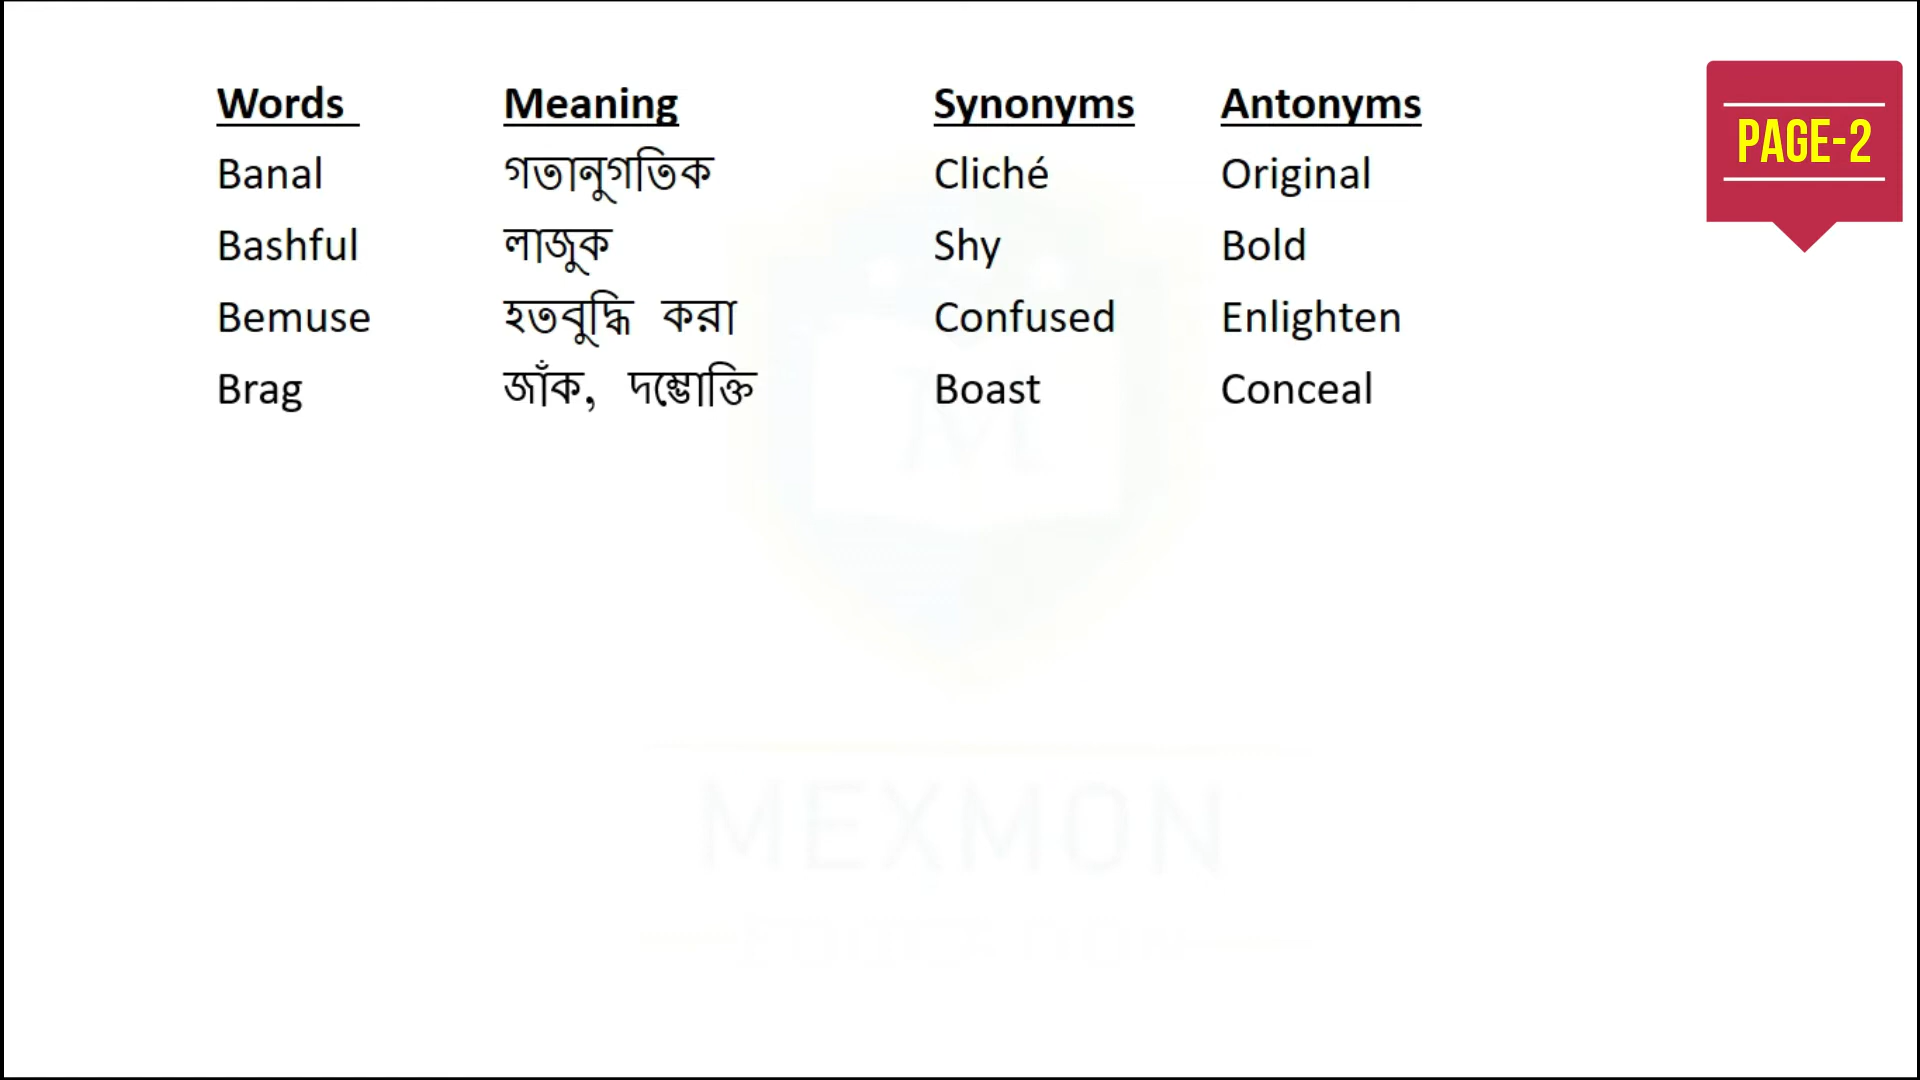 Words Meaning Synonyms Antonyms
Banal গতানুগতিক Cliché Original
Bashful লাজুক Shy Bold
Bemuse হতবুদ্ধি করা Confused Enlighten
Brag জাঁক, দম্ভোক্তি Boast Conceal
PAGE-2
M
MEXMON
EDUCATION